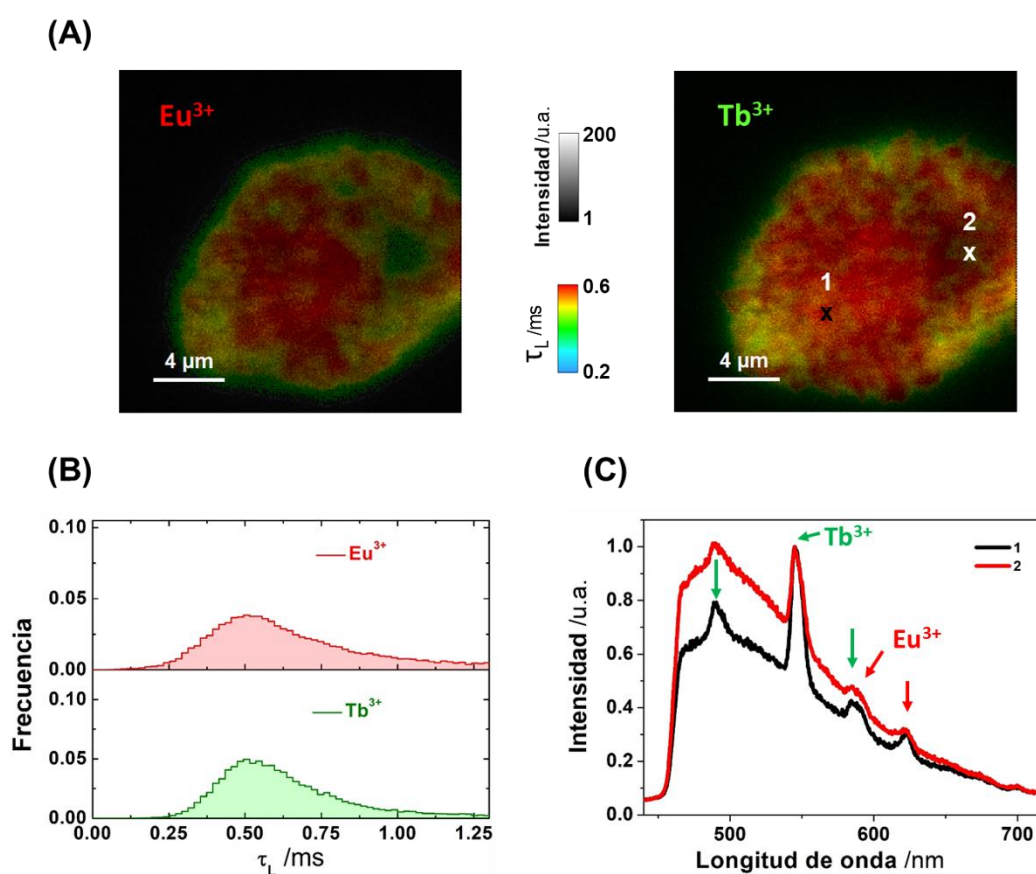 (A)
Eu³⁺
4 µm
Intensidad /u.a.
200
1
τL /ms
0.6
0.2
Tb³⁺
1
x
2
x
4 µm
(B)
Frecuencia
0.10
0.05
0.00
Eu³⁺
0.10
0.05
0.00
Tb³⁺
0.00 0.25 0.50 0.75 1.00 1.25
τL /ms
(C)
Intensidad /u.a.
1.0
0.8
0.6
0.4
0.2
0.0
Tb³⁺
Eu³⁺
1
2
500 600 700
Longitud de onda /nm